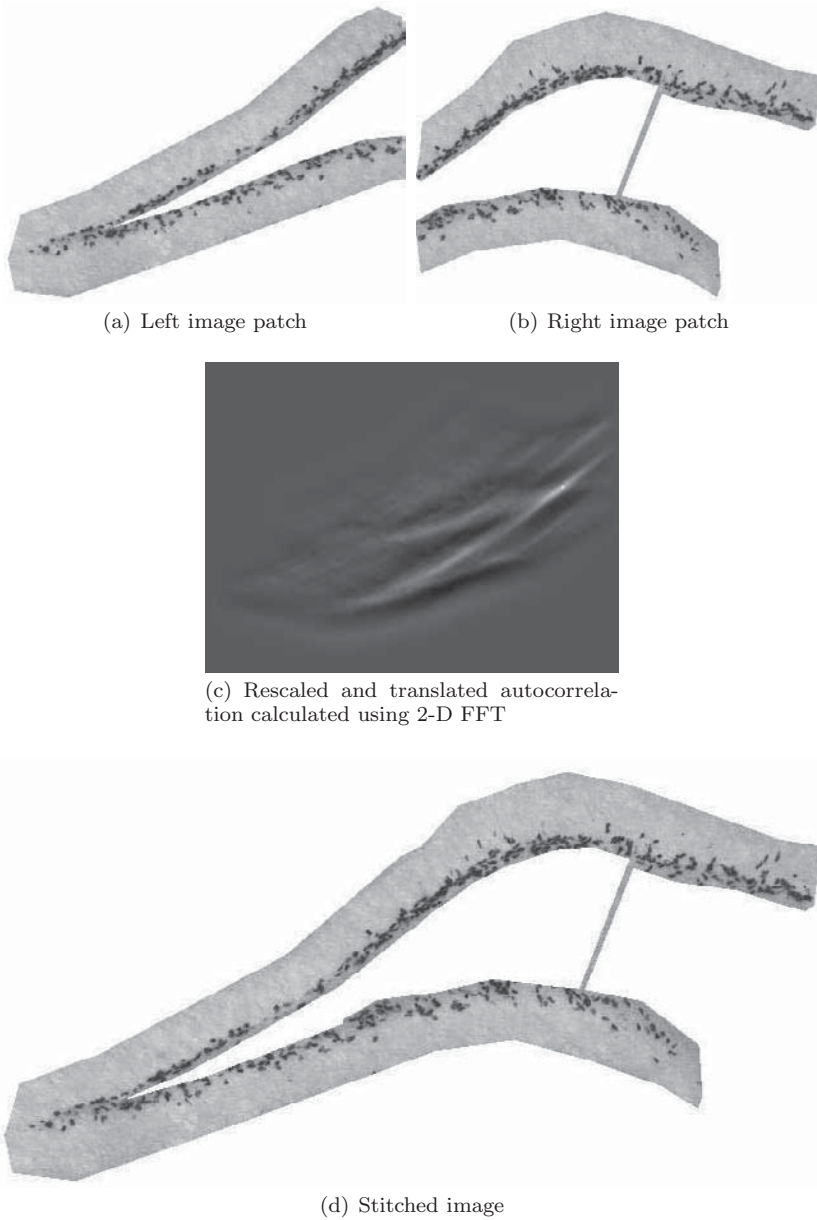 (a) Left image patch
(b) Right image patch
(c) Rescaled and translated autocorrela-
tion calculated using 2-D FFT
(d) Stitched image